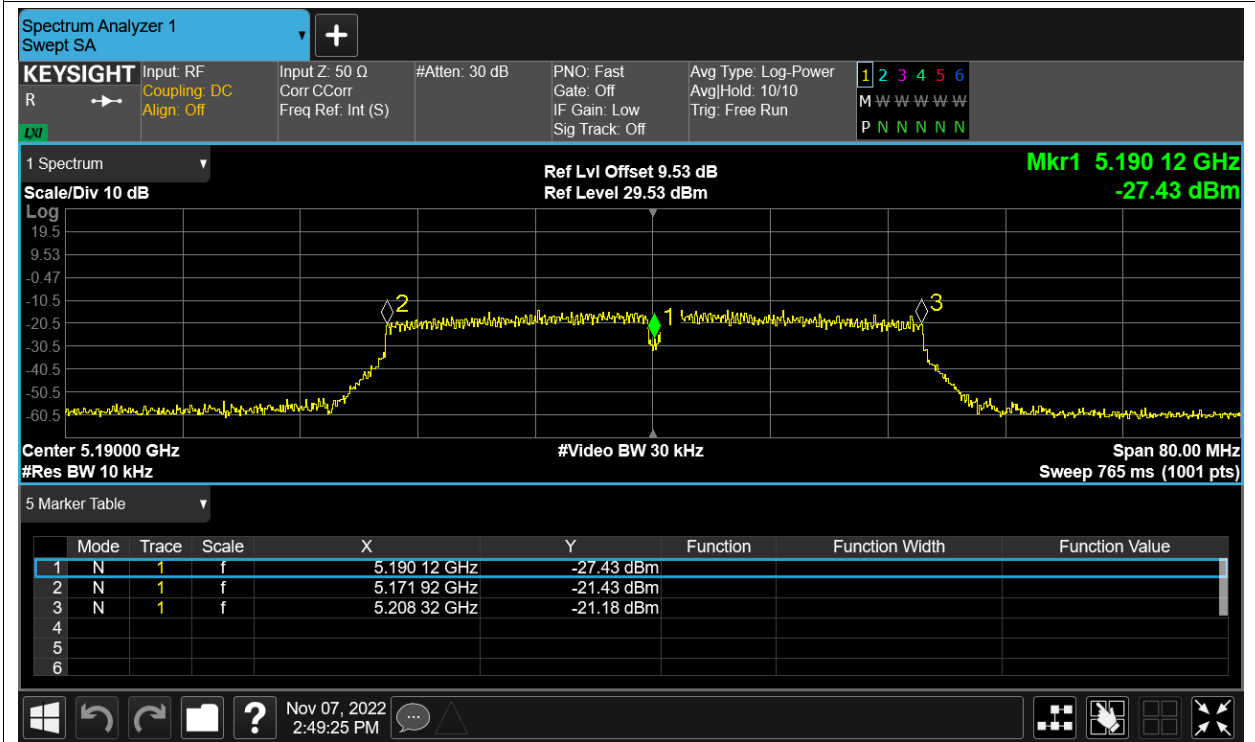 Spectrum Analyzer 1
Swept SA
+
KEYSIGHT Input: RF Input Z: 50 Ω #Atten: 30 dB PNO: Fast Avg Type: Log-Power 1 2 3 4 5 6
R Coupling: DC Corr CCorr Gate: Off Avg|Hold: 10/10 M W W W W W
Align: Off Freq Ref: Int (S) IF Gain: Low Trig: Free Run
LXI Sig Track: Off P N N N N N
1 Spectrum Ref Lvl Offset 9.53 dB Mkr1 5.190 12 GHz
Scale/Div 10 dB Ref Level 29.53 dBm -27.43 dBm
Log
19.5
9.53
-0.47
-10.5
2 1 3
-20.5
-30.5
-40.5
-50.5
-60.5
Center 5.19000 GHz #Video BW 30 kHz Span 80.00 MHz
#Res BW 10 kHz Sweep 765 ms (1001 pts)
5 Marker Table
Mode Trace Scale X Y Function Function Width Function Value
1 N 1 f 5.190 12 GHz -27.43 dBm
2 N 1 f 5.171 92 GHz -21.43 dBm
3 N 1 f 5.208 32 GHz -21.18 dBm
4
5
6
? Nov 07, 2022
2:49:25 PM